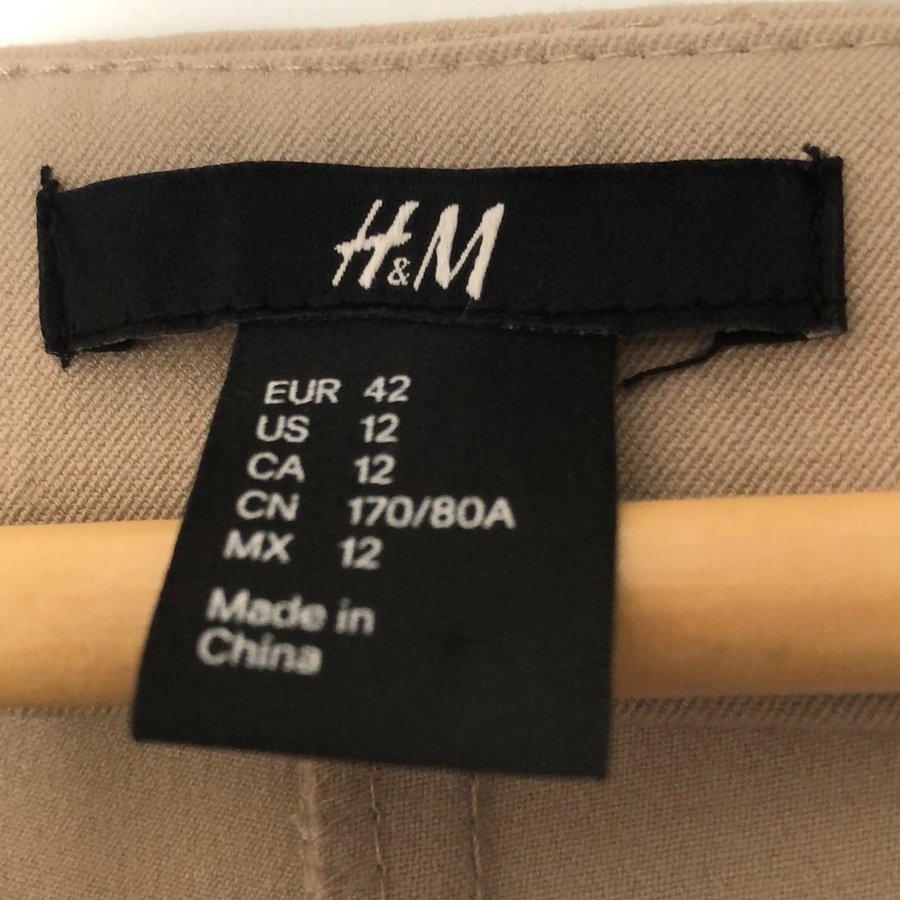 H&M
EUR 42
US 12
CA 12
CN 170/80A
MX 12
Made in
China